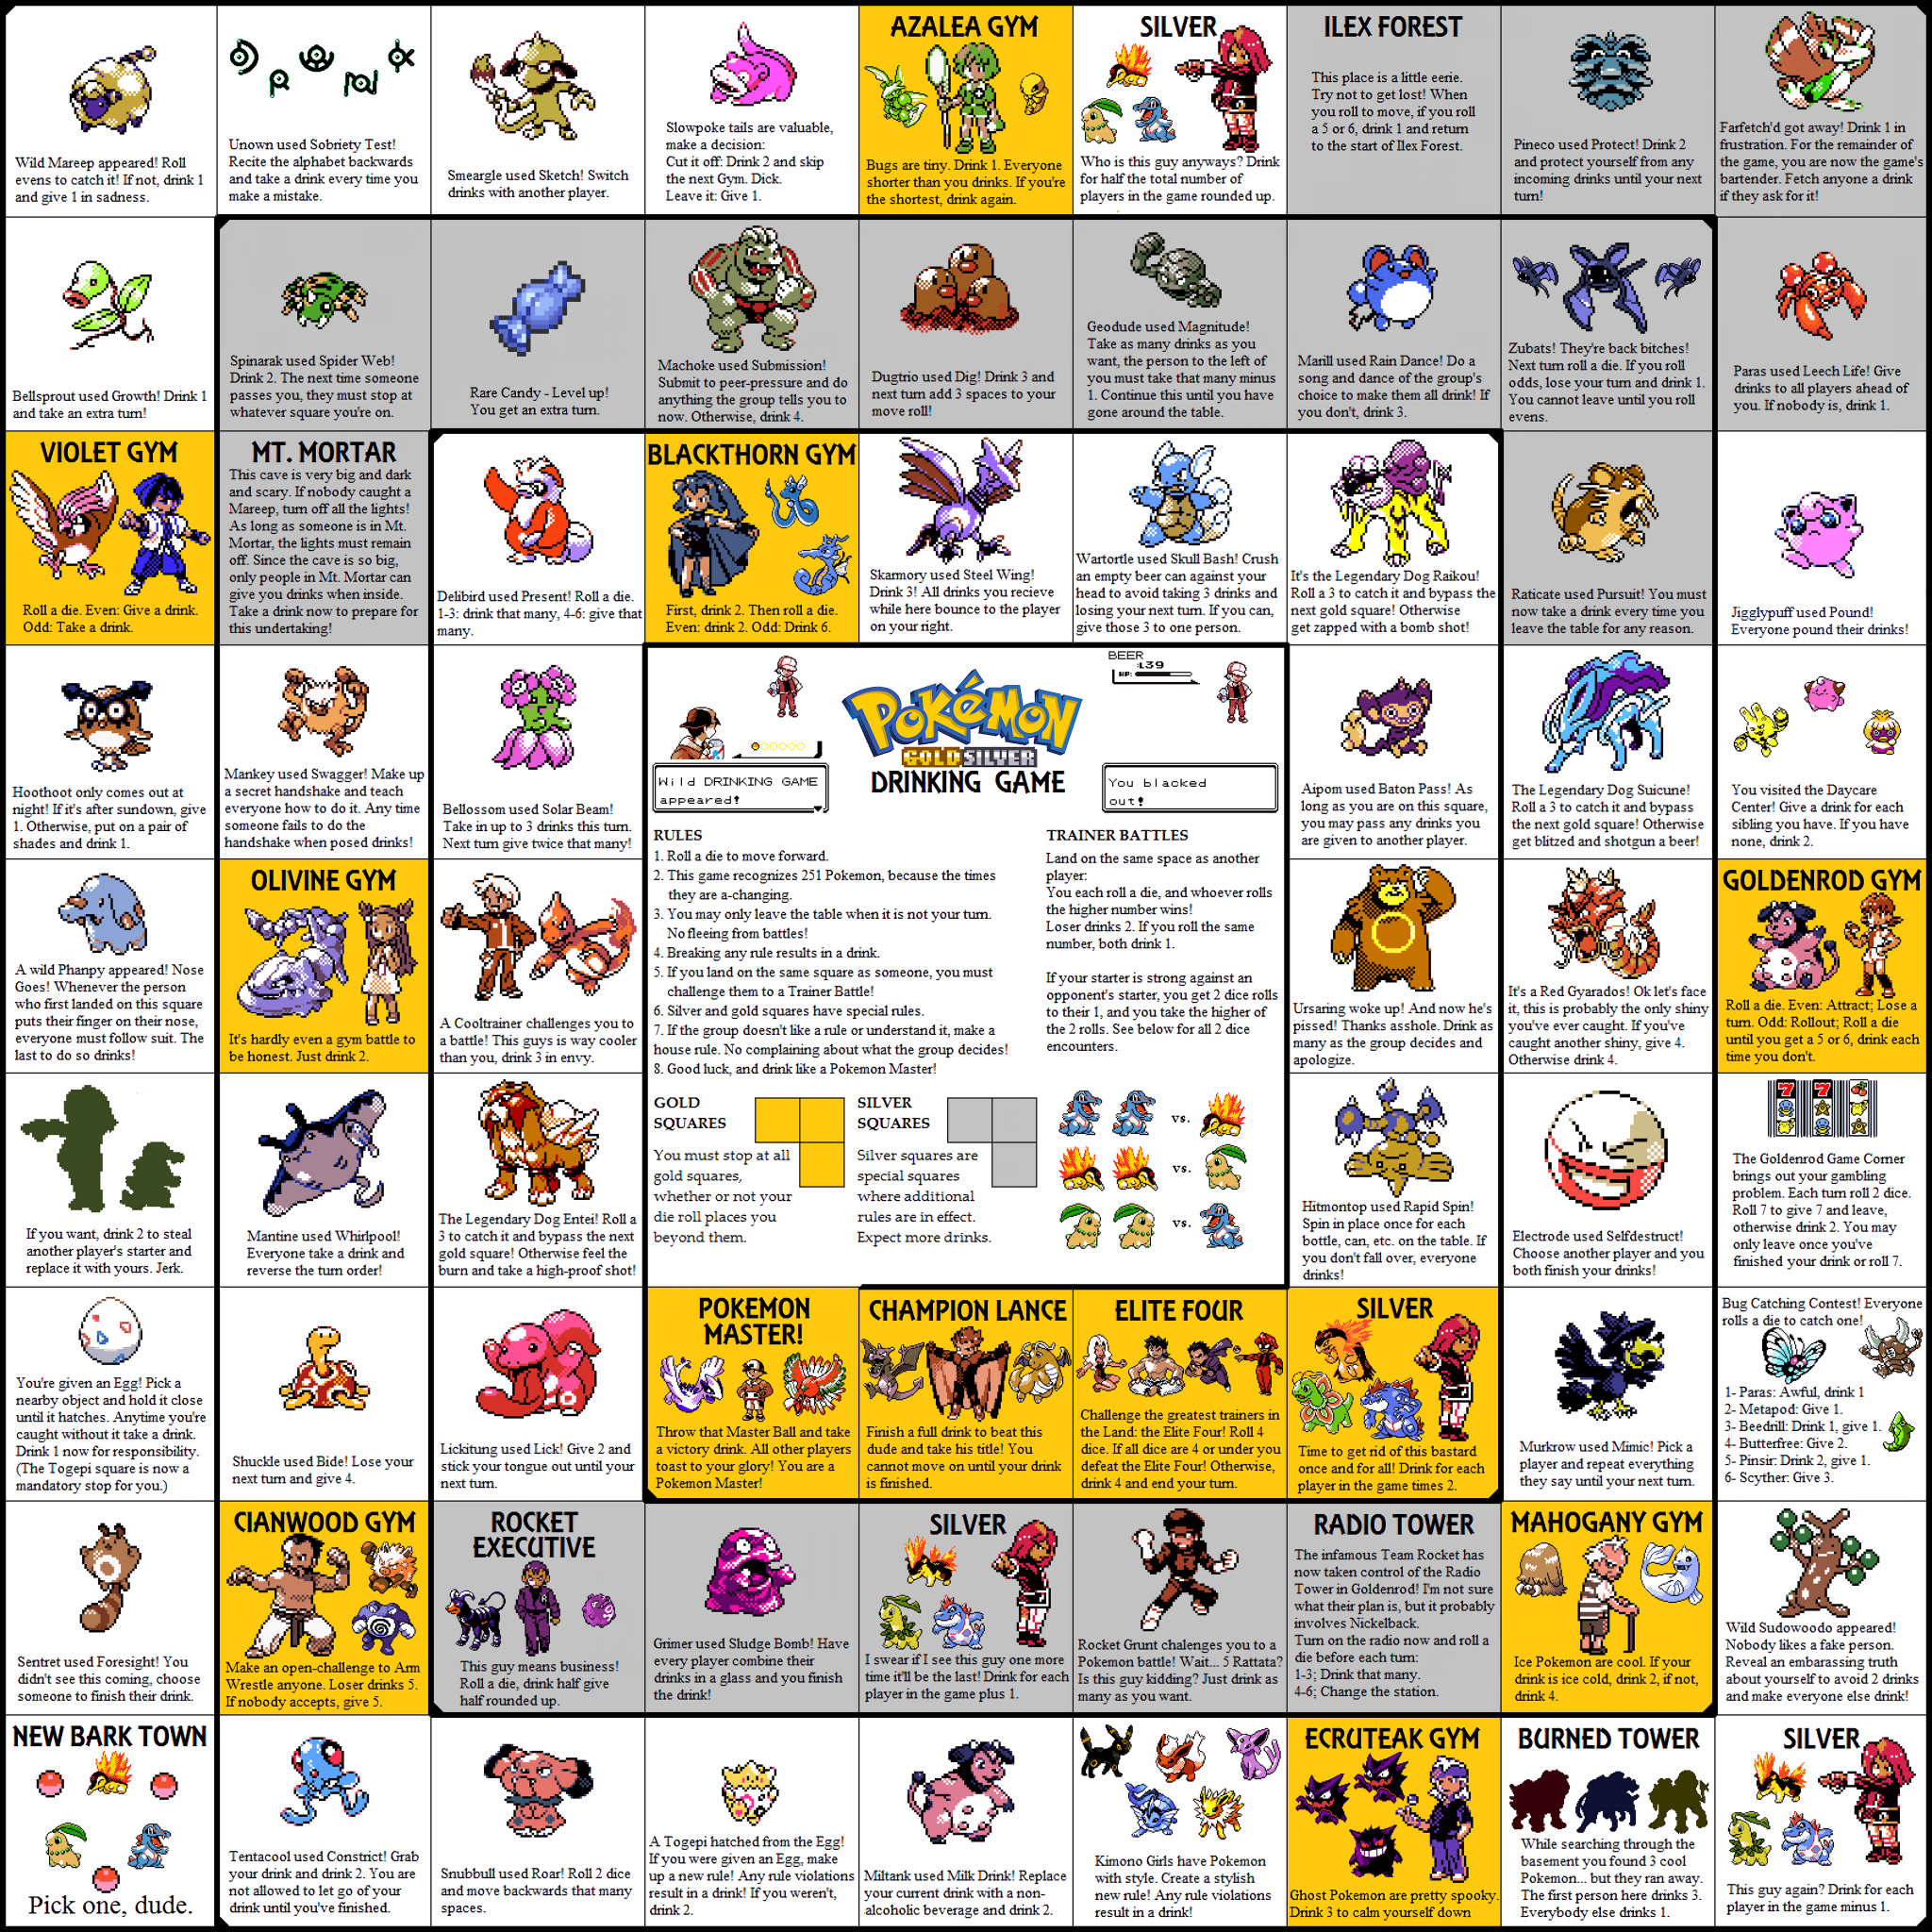 Wild Mareep appeared! Roll
evens to catch it! If not, drink 1
and give 1 in sadness.
Unown used Sobriety Test!
Recite the alphabet backwards
and take a drink every time you
make a mistake.
Smeargle used Sketch! Switch
drinks with another player.
Slowpoke tails are valuable,
make a decision:
Cut it off: Drink 2 and skip
the next Gym. Dick.
Leave it: Give 1.
AZALEA GYM
Bugs are tiny. Drink 1. Everyone
shorter than you drinks. If you're
the shortest, drink again.
SILVER
Who is this guy anyways? Drink
for half the total number of
players in the game rounded up.
ILEX FOREST
This place is a little eerie.
Try not to get lost! When
you roll to move, if you roll
a 5 or 6, drink 1 and return
to the start of Ilex Forest.
Pineco used Protect! Drink 2
and protect yourself from any
incoming drinks until your next
turn!
Farfetch'd got away! Drink 1 in
frustration. For the remainder of
the game, you are now the game's
bartender. Fetch anyone a drink
if they ask for it!
Bellsprout used Growth! Drink 1
and take an extra turn!
Spinarak used Spider Web!
Drink 2. The next time someone
passes you, they must stop at
whatever square you're on.
Rare Candy - Level up!
You get an extra turn.
Machoke used Submission!
Submit to peer-pressure and do
anything the group tells you to
now. Otherwise, drink 4.
Dugtrio used Dig! Drink 3 and
next turn add 3 spaces to your
move roll!
Geodude used Magnitude!
Take as many drinks as you
want, the person to the left of
you must take that many minus
1. Continue this until you have
gone around the table.
Marill used Rain Dance! Do a
song and dance of the group's
choice to make them all drink! If
you don't, drink 3.
Zubats! They're back bitches!
Next turn roll a die. If you roll
odds, lose your turn and drink 1.
You cannot leave until you roll
evens.
Paras used Leech Life! Give
drinks to all players ahead of
you. If nobody is, drink 1.
VIOLET GYM
Roll a die. Even: Give a drink.
Odd: Take a drink.
MT. MORTAR
This cave is very big and dark
and scary. If nobody caught a
Mareep, turn off all the lights!
As long as someone is in Mt.
Mortar, the lights must remain
off. Since the cave is so big,
only people in Mt. Mortar can
give you drinks when inside.
Take a drink now to prepare for
this undertaking!
Delibird used Present! Roll a die.
1-3: drink that many, 4-6: give that
many.
BLACKTHORN GYM
First, drink 2. Then roll a die.
Even: drink 2. Odd: Drink 6.
Skarmory used Steel Wing!
Drink 3! All drinks you recieve
while here bounce to the player
on your right.
Wartortle used Skull Bash! Crush
an empty beer can against your
head to avoid taking 3 drinks and
losing your next turn. If you can,
give those 3 to one person.
It's the Legendary Dog Raikou!
Roll a 3 to catch it and bypass the
next gold square! Otherwise
get zapped with a bomb shot!
Raticate used Pursuit! You must
now take a drink every time you
leave the table for any reason.
Jigglypuff used Pound!
Everyone pound their drinks!
Hoothoot only comes out at
night! If it's after sundown, give
1. Otherwise, put on a pair of
shades and drink 1.
Mankey used Swagger! Make up
a secret handshake and teach
everyone how to do it. Any time
someone fails to do the
handshake when posed drinks!
Bellossom used Solar Beam!
Take in up to 3 drinks this turn.
Next turn give twice that many!
BEER
:L39
HP:
POKéMON
GOLD SILVER
DRINKING GAME
Wild DRINKING GAME
appeared!
You blacked
out!
Aipom used Baton Pass! As
long as you are on this square,
you may pass any drinks you
are given to another player.
The Legendary Dog Suicune!
Roll a 3 to catch it and bypass
the next gold square! Otherwise
get blitzed and shotgun a beer!
You visited the Daycare
Center! Give a drink for each
sibling you have. If you have
none, drink 2.
RULES
1. Roll a die to move forward.
2. This game recognizes 251 Pokemon, because the times
they are a-changing.
3. You may only leave the table when it is not your turn.
No fleeing from battles!
4. Breaking any rule results in a drink.
5. If you land on the same square as someone, you must
challenge them to a Trainer Battle!
6. Silver and gold squares have special rules.
7. If the group doesn't like a rule or understand it, make a
house rule. No complaining about what the group decides!
8. Good luck, and drink like a Pokemon Master!
TRAINER BATTLES
Land on the same space as another
player:
You each roll a die, and whoever rolls
the higher number wins!
Loser drinks 2. If you roll the same
number, both drink 1.
If your starter is strong against an
opponent's starter, you get 2 dice rolls
to their 1, and you take the higher of
the 2 rolls. See below for all 2 dice
encounters.
A wild Phanpy appeared! Nose
Goes! Whenever the person
who first landed on this square
puts their finger on their nose,
everyone must follow suit. The
last to do so drinks!
OLIVINE GYM
It's hardly even a gym battle to
be honest. Just drink 2.
A Cooltrainer challenges you to
a battle! This guys is way cooler
than you, drink 3 in envy.
Ursaring woke up! And now he's
pissed! Thanks asshole. Drink as
many as the group decides and
apologize.
It's a Red Gyarados! Ok let's face
it, this is probably the only shiny
you've ever caught. If you've
caught another shiny, give 4.
Otherwise drink 4.
GOLDENROD GYM
Roll a die. Even: Attract; Lose a
turn. Odd: Rollout; Roll a die
until you get a 5 or 6, drink each
time you don't.
If you want, drink 2 to steal
another player's starter and
replace it with yours. Jerk.
Mantine used Whirlpool!
Everyone take a drink and
reverse the turn order!
The Legendary Dog Entei! Roll a
3 to catch it and bypass the next
gold square! Otherwise feel the
burn and take a high-proof shot!
GOLD
SQUARES
You must stop at all
gold squares,
whether or not your
die roll places you
beyond them.
SILVER
SQUARES
Silver squares are
special squares
where additional
rules are in effect.
Expect more drinks.
vs.
vs.
vs.
Hitmontop used Rapid Spin!
Spin in place once for each
bottle, can, etc. on the table. If
you don't fall over, everyone
drinks!
Electrode used Selfdestruct!
Choose another player and you
both finish your drinks!
7 7
The Goldenrod Game Corner
brings out your gambling
problem. Each turn roll 2 dice.
Roll 7 to give 7 and leave,
otherwise drink 2. You may
only leave once you've
finished your drink or roll 7.
You're given an Egg! Pick a
nearby object and hold it close
until it hatches. Anytime you're
caught without it take a drink.
Drink 1 now for responsibility.
(The Togepi square is now a
mandatory stop for you.)
Shuckle used Bide! Lose your
next turn and give 4.
Lickitung used Lick! Give 2 and
stick your tongue out until your
next turn.
POKEMON
MASTER!
Throw that Master Ball and take
a victory drink. All other players
toast to your glory! You are a
Pokemon Master!
CHAMPION LANCE
Finish a full drink to beat this
dude and take his title! You
cannot move on until your drink
is finished.
ELITE FOUR
Challenge the greatest trainers in
the Land: the Elite Four! Roll 4
dice. If all dice are 4 or under you
defeat the Elite Four! Otherwise,
drink 4 and end your turn.
SILVER
Time to get rid of this bastard
once and for all! Drink for each
player in the game times 2.
Murkrow used Mimic! Pick a
player and repeat everything
they say until your next turn.
Bug Catching Contest! Everyone
rolls a die to catch one!
1- Paras: Awful, drink 1
2- Metapod: Give 1.
3- Beedrill: Drink 1, give 1.
4- Butterfree: Give 2.
5- Pinsir: Drink 2, give 1.
6- Scyther: Give 3.
Sentret used Foresight! You
didn't see this coming, choose
someone to finish their drink.
CIANWOOD GYM
Make an open-challenge to Arm
Wrestle anyone. Loser drinks 5.
If nobody accepts, give 5.
ROCKET
EXECUTIVE
This guy means business!
Roll a die, drink half give
half rounded up.
Grimer used Sludge Bomb! Have
every player combine their
drinks in a glass and you finish
the drink!
SILVER
I swear if I see this guy one more
time it'll be the last! Drink for each
player in the game plus 1.
Rocket Grunt chalenges you to a
Pokemon battle! Wait... 5 Rattata?
Is this guy kidding? Just drink as
many as you want.
RADIO TOWER
The infamous Team Rocket has
now taken control of the Radio
Tower in Goldenrod! I'm not sure
what their plan is, but it probably
involves Nickelback.
Turn on the radio now and roll a
die before each turn:
1-3; Drink that many.
4-6; Change the station.
MAHOGANY GYM
Ice Pokemon are cool. If your
drink is ice cold, drink 2, if not,
drink 4.
Wild Sudowoodo appeared!
Nobody likes a fake person.
Reveal an embarassing truth
about yourself to avoid 2 drinks
and make everyone else drink!
NEW BARK TOWN
Pick one, dude.
Tentacool used Constrict! Grab
your drink and drink 2. You are
not allowed to let go of your
drink until you've finished.
Snubbull used Roar! Roll 2 dice
and move backwards that many
spaces.
A Togepi hatched from the Egg!
If you were given an Egg, make
up a new rule! Any rule violations
result in a drink! If you weren't,
drink 2.
Miltank used Milk Drink! Replace
your current drink with a non-
alcoholic beverage and drink 2.
Kimono Girls have Pokemon
with style. Create a stylish
new rule! Any rule violations
result in a drink!
ECRUTEAK GYM
Ghost Pokemon are pretty spooky.
Drink 3 to calm yourself down
BURNED TOWER
While searching through the
basement you found 3 cool
Pokemon... but they ran away.
The first person here drinks 3.
Everybody else drinks 1.
SILVER
This guy again? Drink for each
player in the game minus 1.